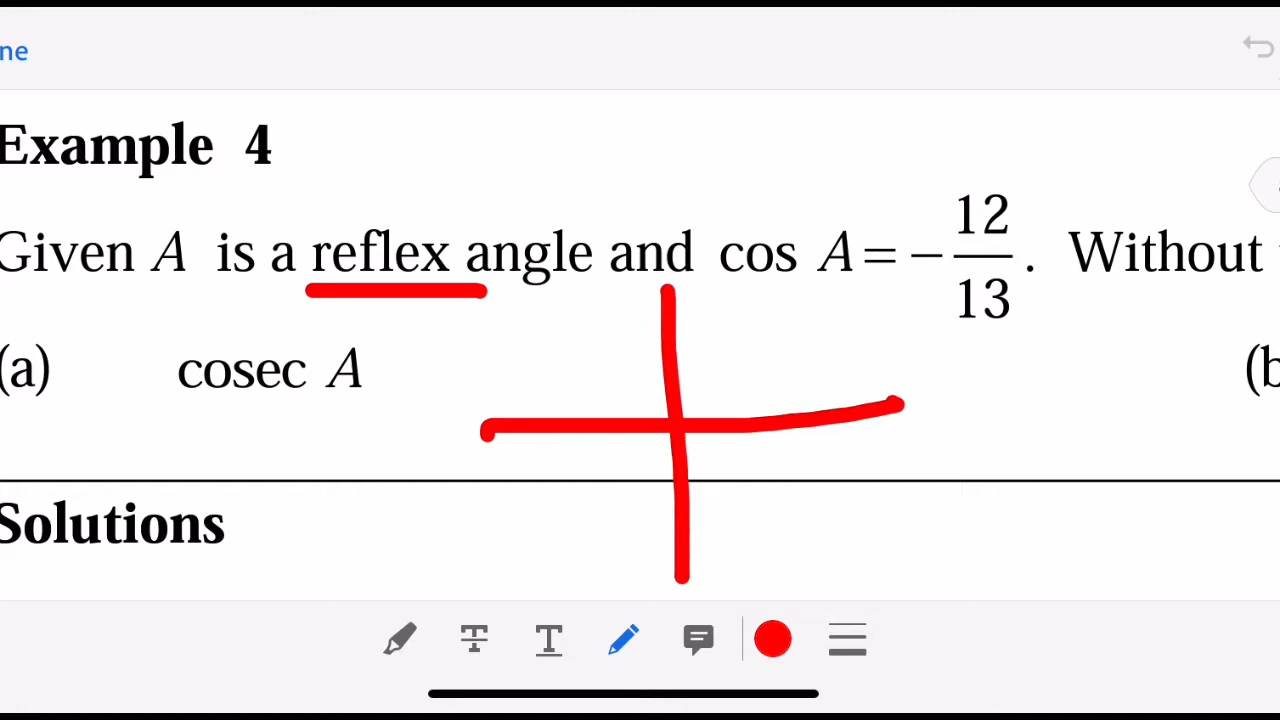 ne
Example 4
Given A is a reflex angle and cos A = - 12/13 . Without
(a) cosec A (b
Solutions